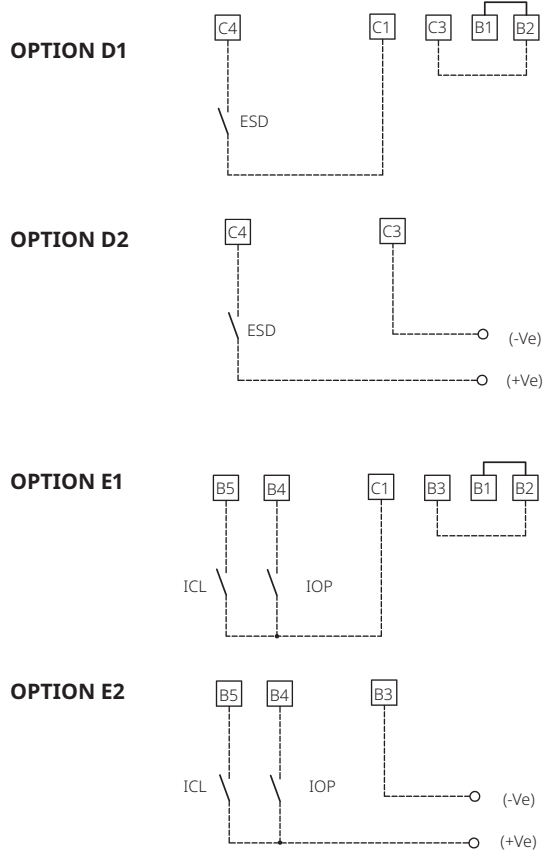 OPTION D1
C4 C1 C3 B1 B2
ESD
OPTION D2
C4 C3
ESD
(-Ve)
(+Ve)
OPTION E1
B5 B4 C1 B3 B1 B2
ICL IOP
OPTION E2
B5 B4 B3
ICL IOP
(-Ve)
(+Ve)